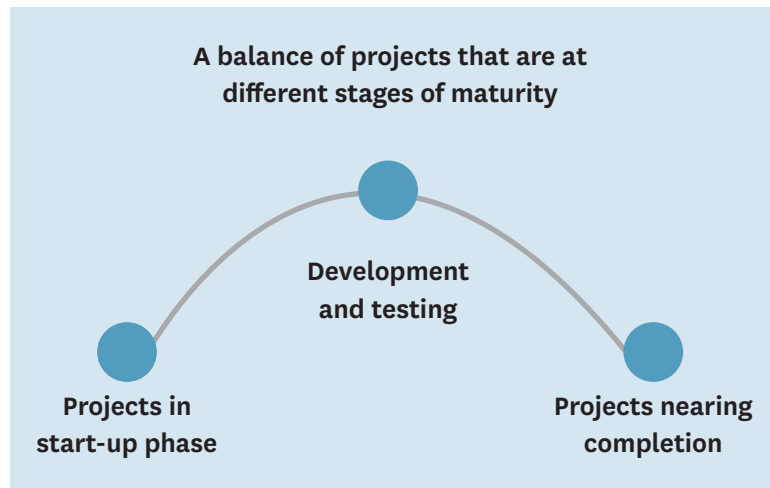 A balance of projects that are at
different stages of maturity
Development
and testing
Projects in
start-up phase
Projects nearing
completion